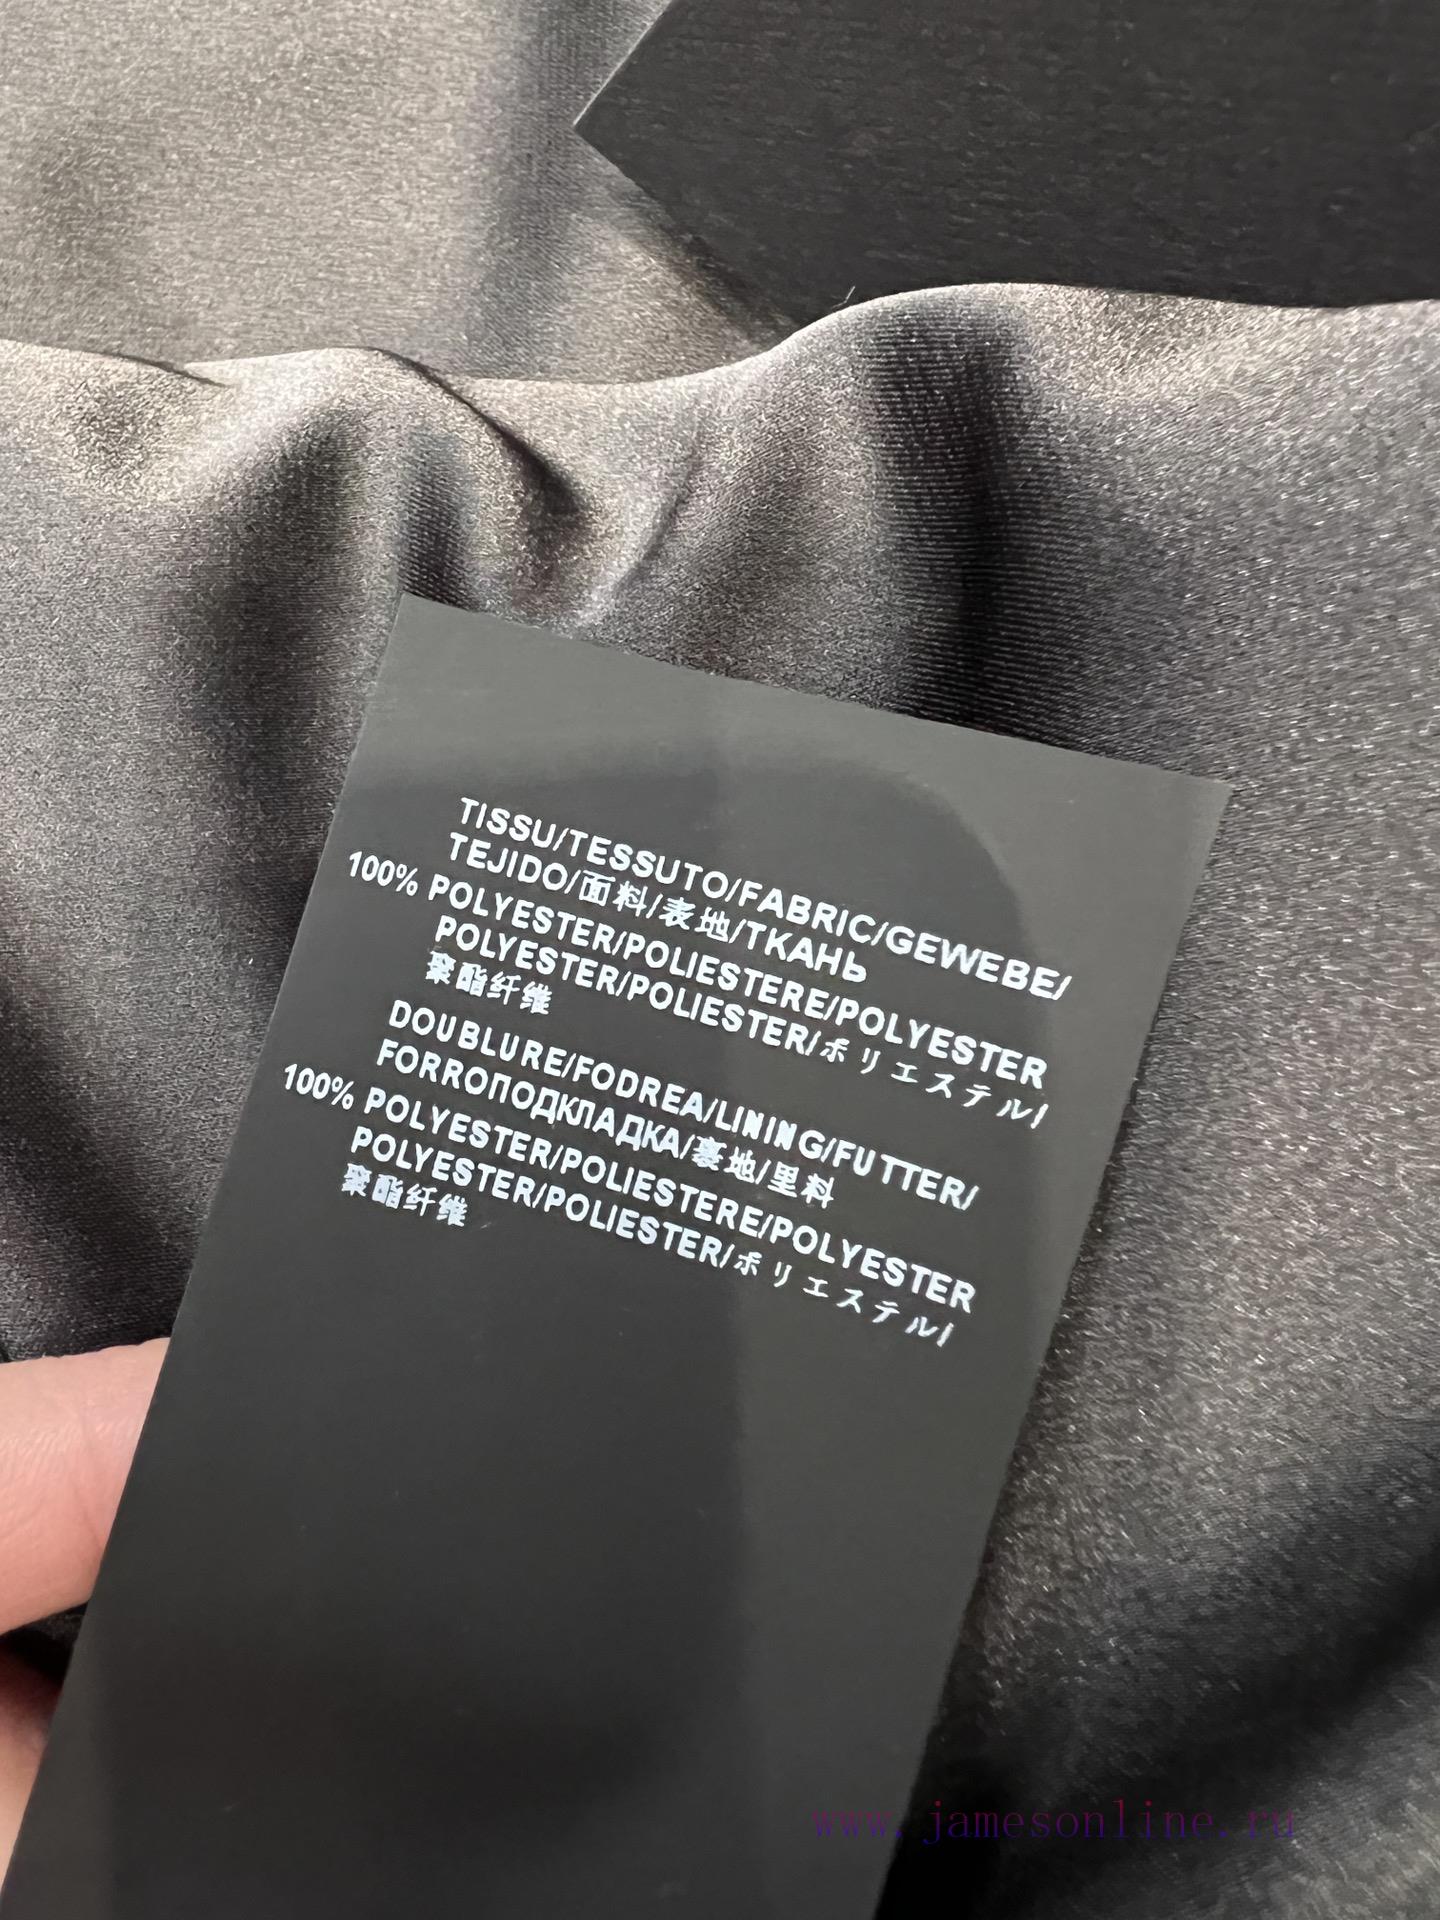 TISSU/TESSUTO/FABRIC/GEWEBE/
TEJIDO/面料/表地/ТКАНЬ
100% POLYESTER/POLIESTERE/POLYESTER
POLYESTER/POLIESTER/ポリエステル/
聚酯纤维
DOUBLURE/FODREA/LINING/FUTTER/
FORROПОДКЛАДКА/裏地/里料
100% POLYESTER/POLIESTERE/POLYESTER
POLYESTER/POLIESTER/ポリエステル/
聚酯纤维
www.jamesonline.ru